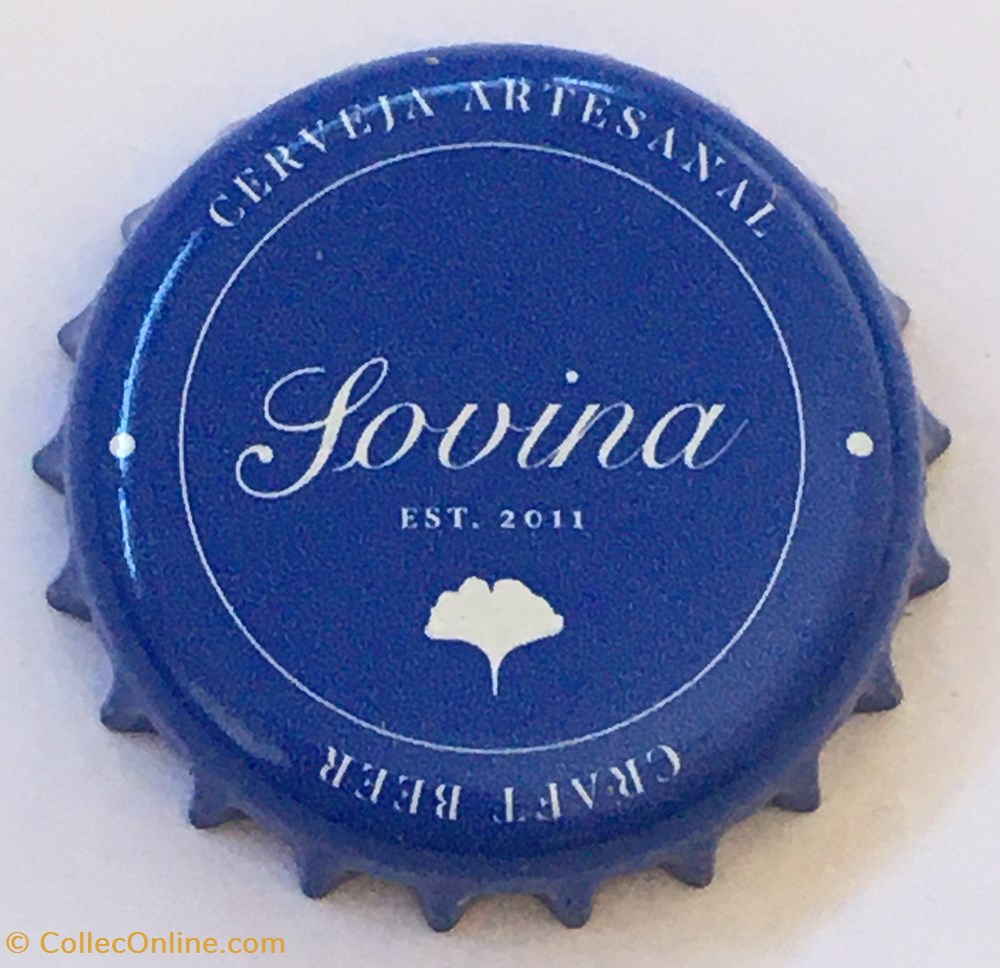 CERVEJA ARTESANAL
Sovina
EST. 2011
CRAFT BEER
© CollecOnline.com